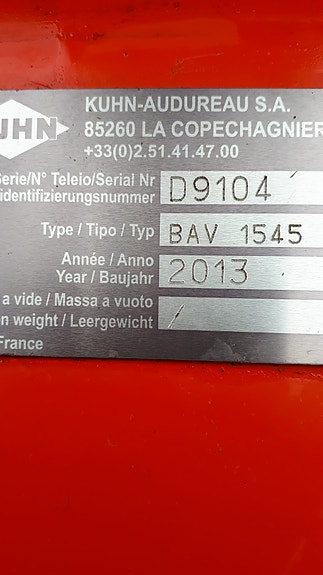 KUHN-AUDUREAU S.A.
UHN
85260 LA COPECHAGNIER
+33(0)2.51.41.47.00
Serie/N° Teleio/Serial Nr D9104
identifizierungsnummer
Type / Tipo / Typ BAV 1545
Année / Anno 2013
Year / Baujahr
a vide / Massa a vuoto /
n weight / Leergewicht
France